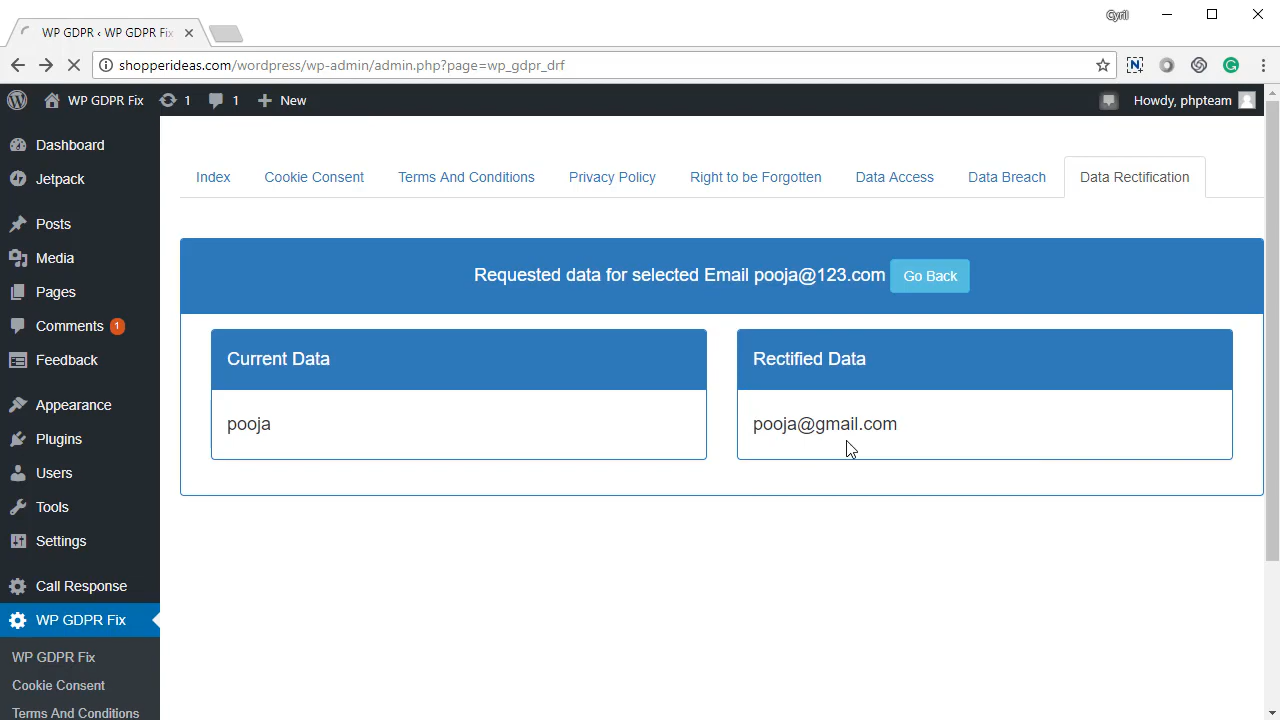 Cyril
WP GDPR ‹ WP GDPR Fix
shopperideas.com/wordpress/wp-admin/admin.php?page=wp_gdpr_drf
WP GDPR Fix 1 1 New
Howdy, phpteam
Dashboard
Jetpack
Posts
Media
Pages
Comments 1
Feedback
Appearance
Plugins
Users
Tools
Settings
Call Response
WP GDPR Fix
WP GDPR Fix
Cookie Consent
Terms And Conditions
Index Cookie Consent Terms And Conditions Privacy Policy Right to be Forgotten Data Access Data Breach Data Rectification
Requested data for selected Email pooja@123.com Go Back
Current Data
pooja
Rectified Data
pooja@gmail.com